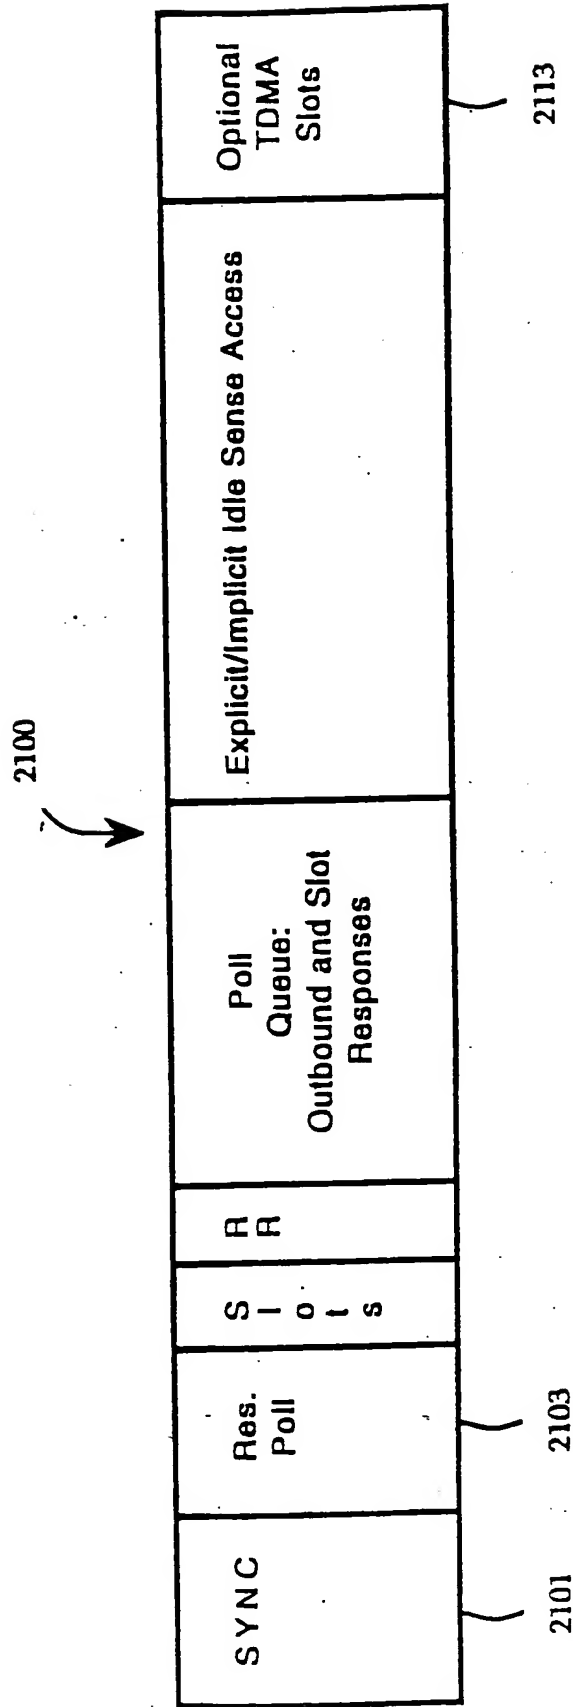 2100
SYNC
Res.
Poll
S
l
o
t
s
R
R
Poll
Queue:
Outbound and Slot
Responses
Explicit/Implicit Idle Sense Access
Optional
TDMA
Slots
2101
2103
2113